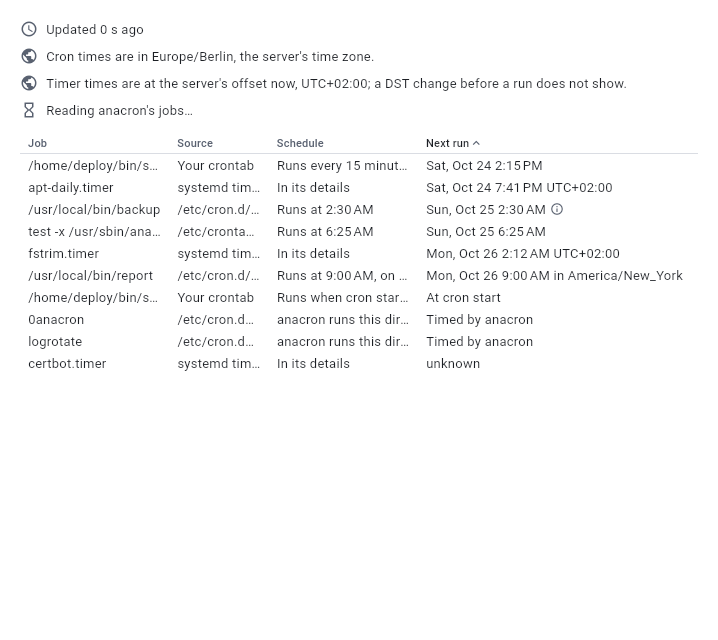 Updated 0 s ago
Cron times are in Europe/Berlin, the server's time zone.
Timer times are at the server's offset now, UTC+02:00; a DST change before a run does not show.
Reading anacron's jobs…
Job Source Schedule Next run
/home/deploy/bin/s… Your crontab Runs every 15 minut… Sat, Oct 24 2:15 PM
apt-daily.timer systemd tim… In its details Sat, Oct 24 7:41 PM UTC+02:00
/usr/local/bin/backup /etc/cron.d/… Runs at 2:30 AM Sun, Oct 25 2:30 AM
test -x /usr/sbin/ana… /etc/cronta… Runs at 6:25 AM Sun, Oct 25 6:25 AM
fstrim.timer systemd tim… In its details Mon, Oct 26 2:12 AM UTC+02:00
/usr/local/bin/report /etc/cron.d/… Runs at 9:00 AM, on … Mon, Oct 26 9:00 AM in America/New_York
/home/deploy/bin/s… Your crontab Runs when cron star… At cron start
0anacron /etc/cron.d… anacron runs this dir… Timed by anacron
logrotate /etc/cron.d… anacron runs this dir… Timed by anacron
certbot.timer systemd tim… In its details unknown